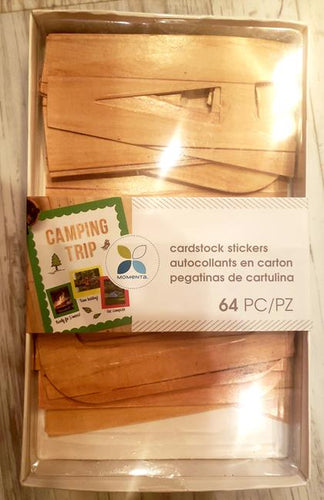 CAMPING
TRIP
MOMENTA
cardstock stickers
autocollants en carton
pegatinas de cartulina
64 PC/PZ